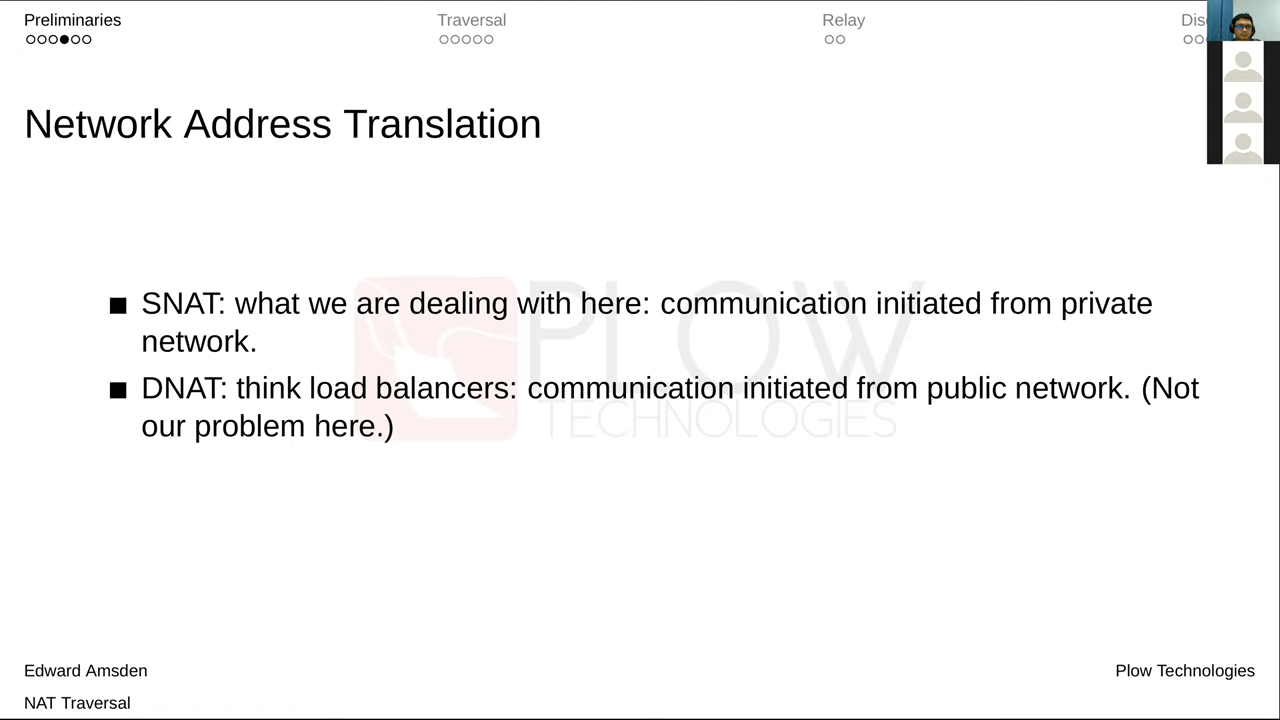 Preliminaries
Traversal
Relay
Network Address Translation
SNAT: what we are dealing with here: communication initiated from private
network.
DNAT: think load balancers: communication initiated from public network. (Not
our problem here.)
PLOW
TECHNOLOGIES
Edward Amsden
Plow Technologies
NAT Traversal